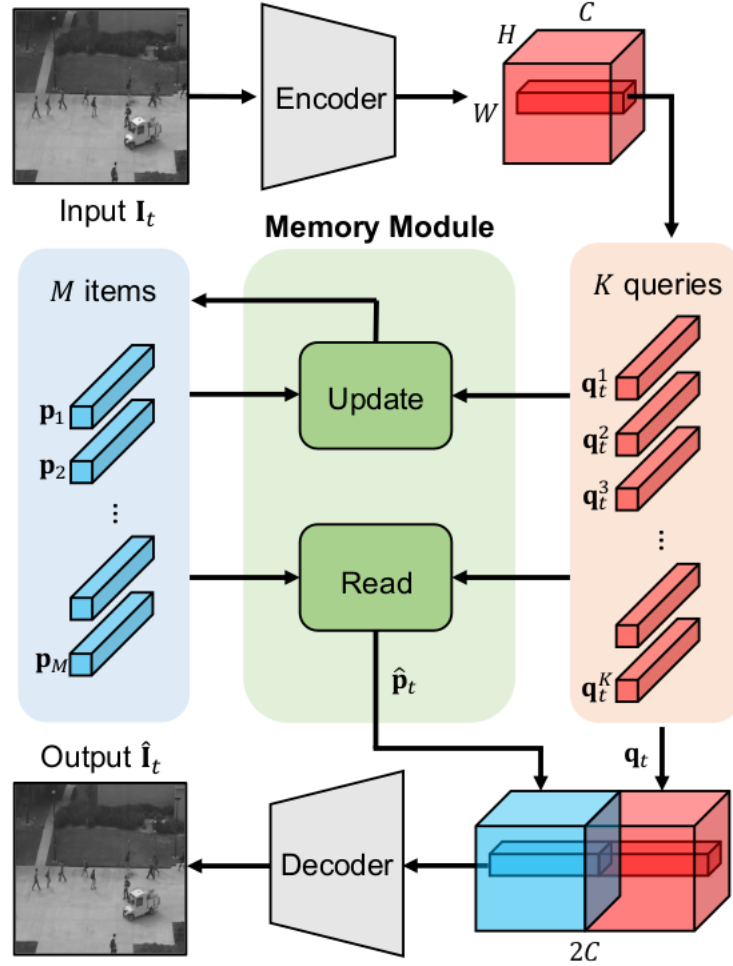 C
H
Encoder
W
Input I_t
Memory Module
M items
K queries
Update
p_1
q_t^1
p_2
q_t^2
q_t^3
...
...
Read
p_M
q_t^K
p̂_t
Output Î_t
q_t
Decoder
2C